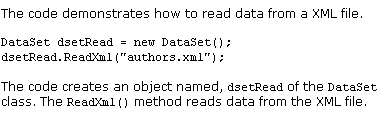 The code demonstrates how to read data from a XML file.
DataSet dsetRead = new DataSet();
dsetRead.ReadXml("authors.xml");
The code creates an object named, dsetRead of the DataSet
class. The ReadXml() method reads data from the XML file.